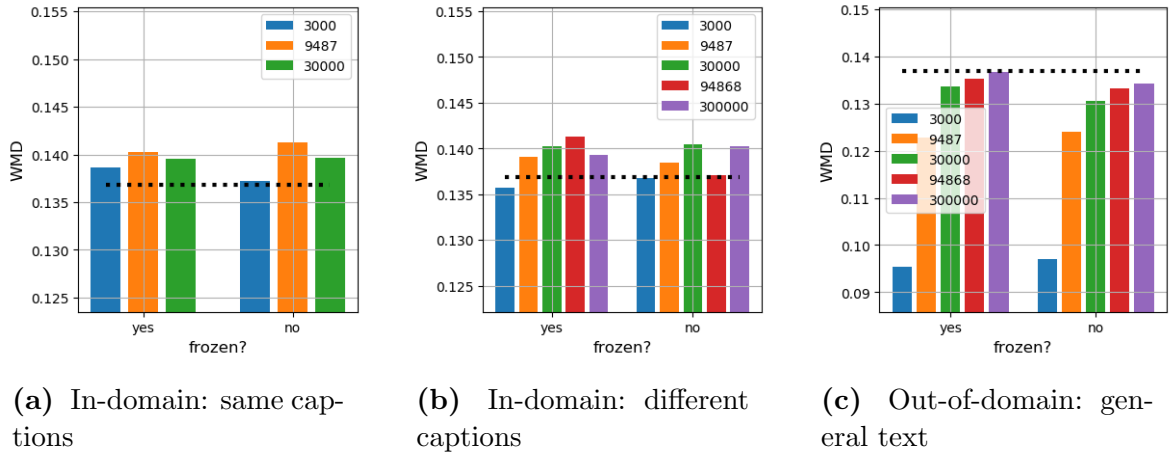 0.155
0.150
0.145
0.140
0.135
0.130
0.125
WMD
3000
9487
30000
yes
no
frozen?
0.155
0.150
0.145
0.140
0.135
0.130
0.125
WMD
3000
9487
30000
94868
300000
yes
no
frozen?
0.15
0.14
0.13
0.12
0.11
0.10
0.09
WMD
3000
9487
30000
94868
300000
yes
no
frozen?
(a) In-domain: same cap-
tions
(b) In-domain: different
captions
(c) Out-of-domain: gen-
eral text